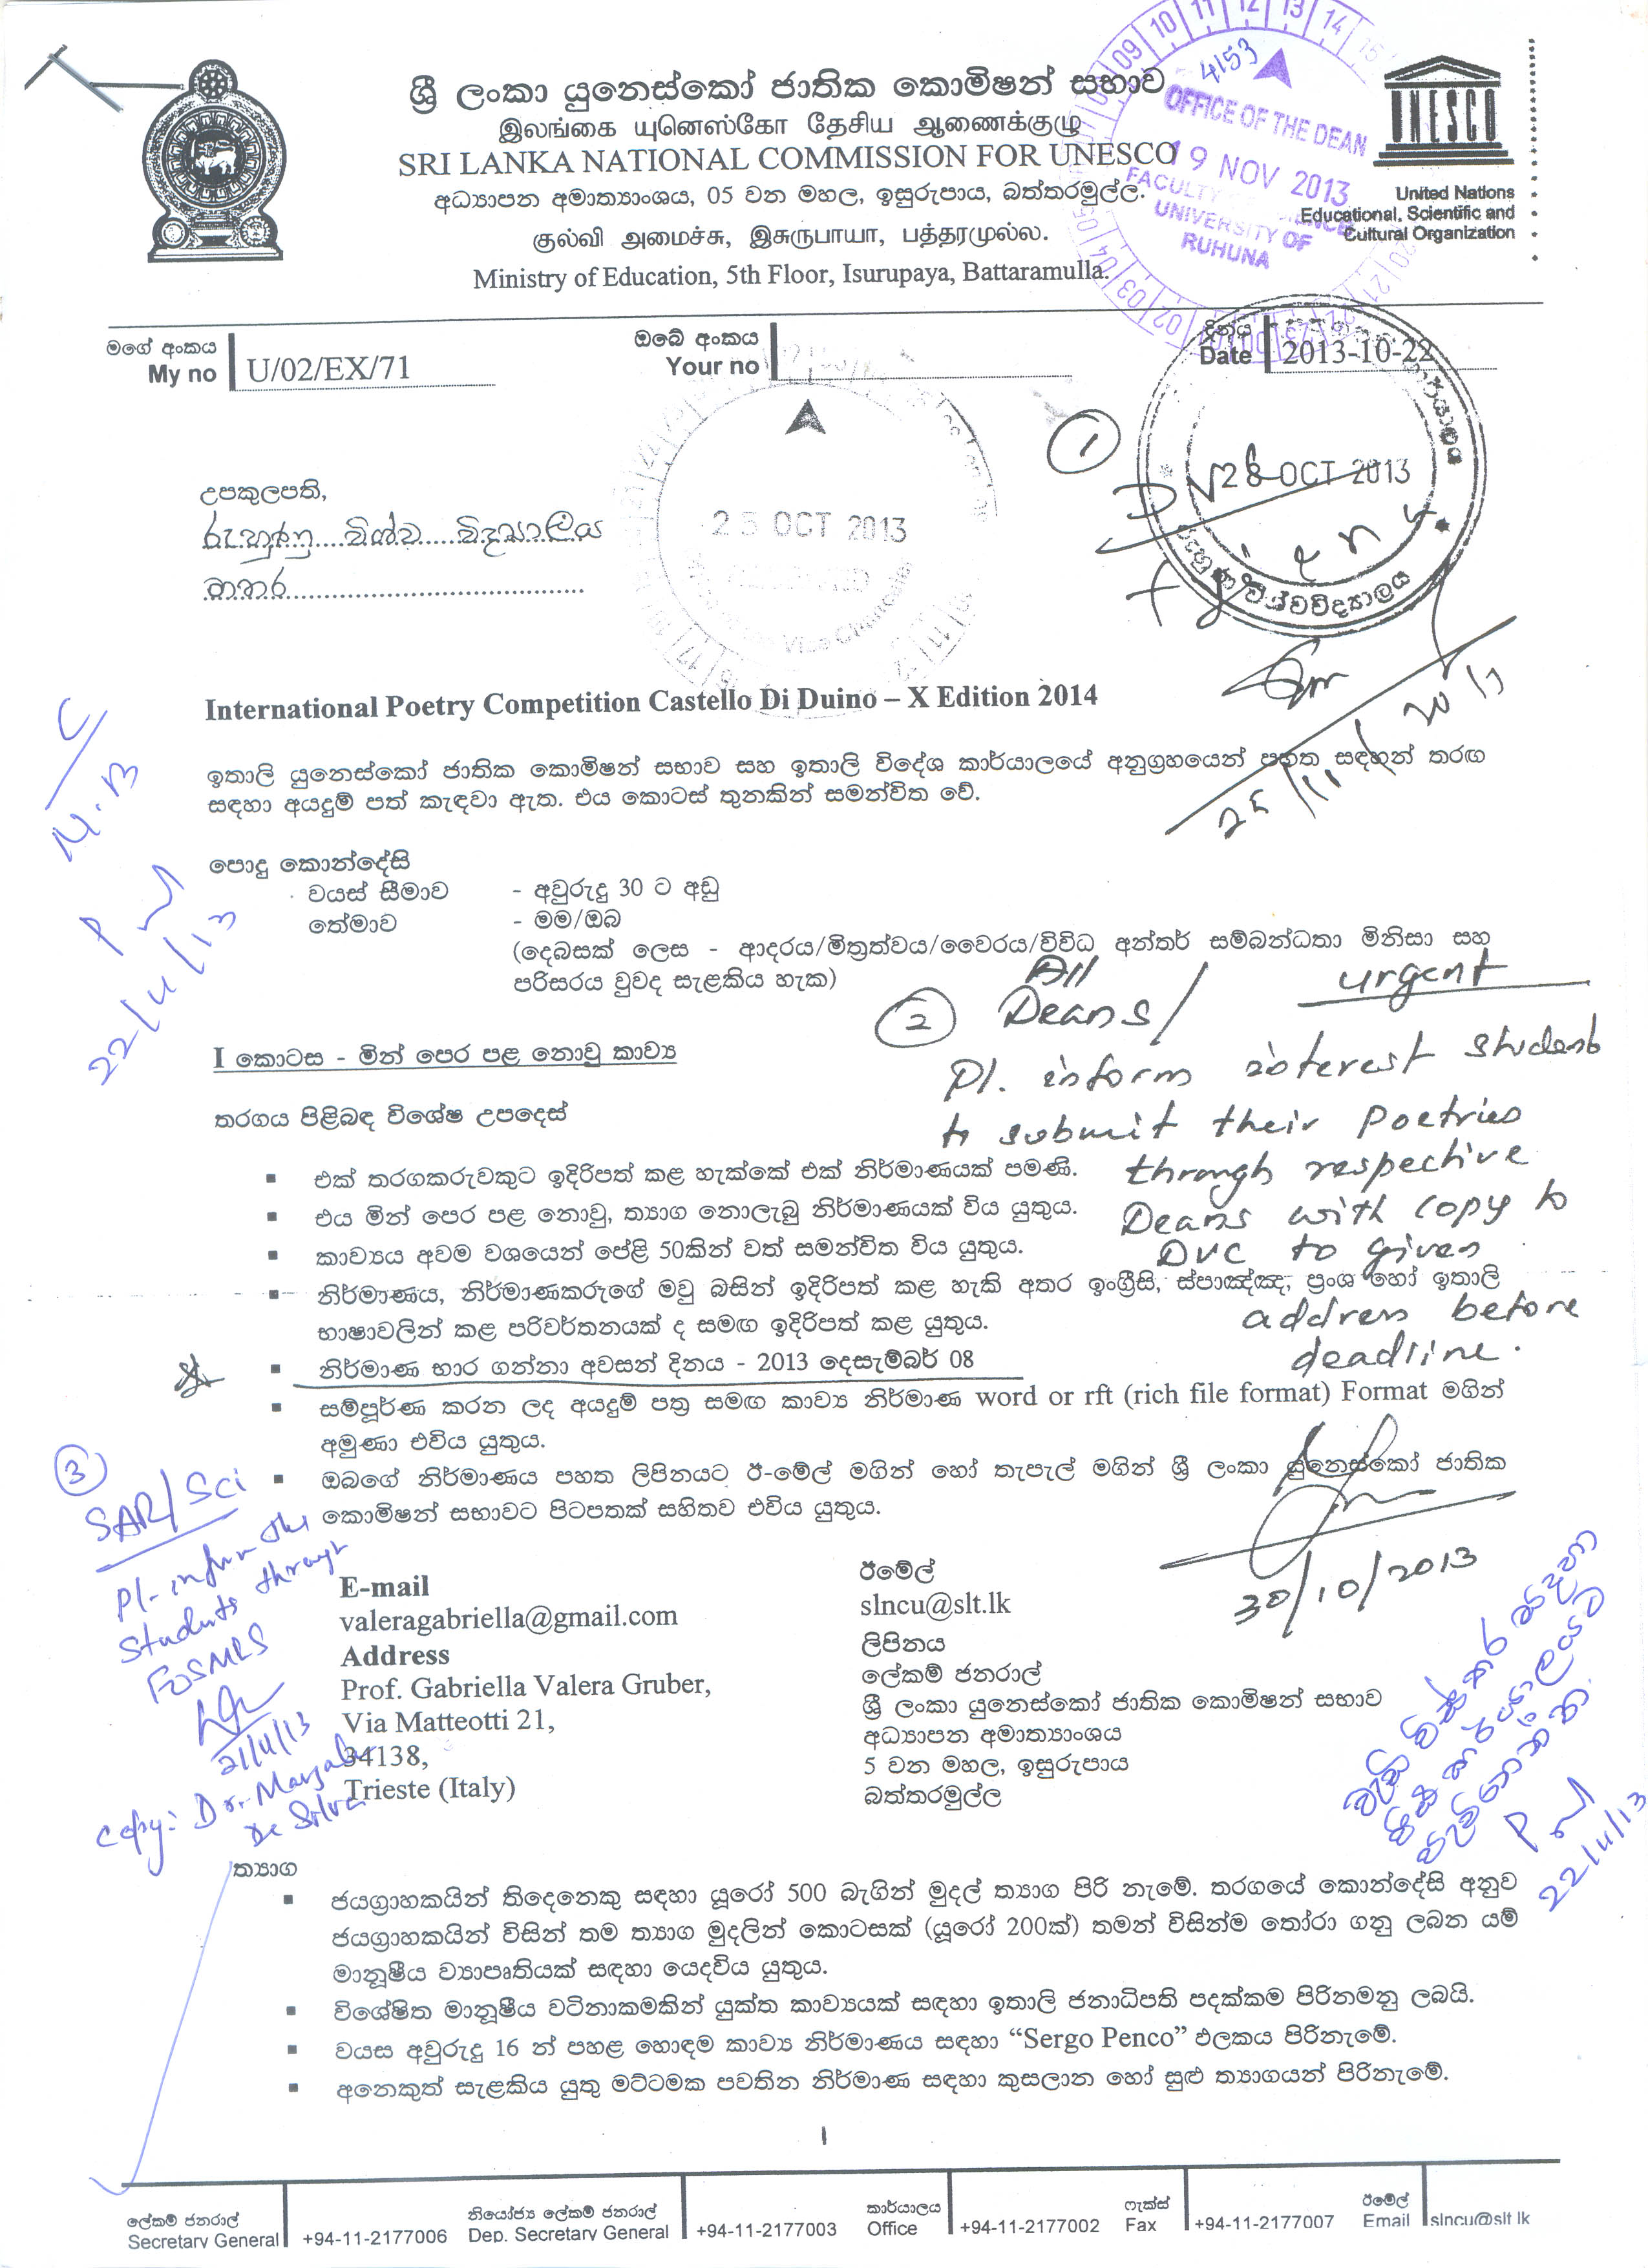 ශ්‍රී ලංකා යුනෙස්කෝ ජාතික කොමිෂන් සභාව
இலங்கை யுனெஸ்கோ தேசிய ஆணைக்குழு
SRI LANKA NATIONAL COMMISSION FOR UNESCO
අධ්‍යාපන අමාත්‍යාංශය, 05 වන මහල, ඉසුරුපාය, බත්තරමුල්ල.
குல்வி அமைச்சு, இசுருபாயா, பத்தரமுல்ல.
Ministry of Education, 5th Floor, Isurupaya, Battaramulla.
UNESCO
United Nations
Educational, Scientific and
Cultural Organization
4153
OFFICE OF THE DEAN
19 NOV 2013
FACULTY OF SCIENCE
UNIVERSITY OF
RUHUNA
මගේ අංකය
My no U/02/EX/71
ඔබේ අංකය
Your no
දිනය
Date 2013-10-22
25 OCT 2013
1
28 OCT 2013
උපකුලපති,
රුහුණු විශ්ව විද්‍යාලය
මාතර
25/11/2013
International Poetry Competition Castello Di Duino – X Edition 2014
ඉතාලි යුනෙස්කෝ ජාතික කොමිෂන් සභාව සහ ඉතාලි විදේශ කාර්යාලයේ අනුග්‍රහයෙන් පහත සඳහන් තරඟ
සඳහා අයදුම් පත් කැඳවා ඇත. එය කොටස් තුනකින් සමන්විත වේ.
පොදු කොන්දේසි
වයස් සීමාව - අවුරුදු 30 ට අඩු
තේමාව - මම/ඔබ
(දෙබසක් ලෙස - ආදරය/මිත්‍රත්වය/වෛරය/විවිධ අන්තර් සම්බන්ධතා මිනිසා සහ
පරිසරය වුවද සැළකිය හැක)
22/11/13
2 All Deans/ urgent
Pl. inform interest students
to submit their Poetries
through respective
Deans with copy to
DVC to given
address before
deadline.
30/10/2013
I කොටස - මින් පෙර පළ නොවූ කාව්‍ය
තරගය පිළිබඳ විශේෂ උපදෙස්
▪ එක් තරගකරුවකුට ඉදිරිපත් කළ හැක්කේ එක් නිර්මාණයක් පමණි.
▪ එය මින් පෙර පළ නොවූ, ත්‍යාග නොලැබූ නිර්මාණයක් විය යුතුය.
▪ කාව්‍යය අවම වශයෙන් පේළි 50කින් වත් සමන්විත විය යුතුය.
▪ නිර්මාණය, නිර්මාණකරුගේ මවු බසින් ඉදිරිපත් කළ හැකි අතර ඉංග්‍රීසි, ස්පාඤ්ඤ, ප්‍රංශ හෝ ඉතාලි
භාෂාවලින් කළ පරිවර්තනයක් ද සමඟ ඉදිරිපත් කළ යුතුය.
▪ නිර්මාණ භාර ගන්නා අවසන් දිනය - 2013 දෙසැම්බර් 08
▪ සම්පූර්ණ කරන ලද අයදුම් පත්‍ර සමඟ කාව්‍ය නිර්මාණ word or rft (rich file format) Format මගින්
අමුණා එවිය යුතුය.
▪ ඔබගේ නිර්මාණය පහත ලිපිනයට ඊ-මේල් මගින් හෝ තැපැල් මගින් ශ්‍රී ලංකා යුනෙස්කෝ ජාතික
කොමිෂන් සභාවට පිටපතක් සහිතව එවිය යුතුය.
3
SAR/Sci
Pl. inform the
students through
FOSMRS
21/11/13
copy: Dr. Manjula
De Silva
E-mail
valeragabriella@gmail.com
Address
Prof. Gabriella Valera Gruber,
Via Matteotti 21,
34138,
Trieste (Italy)
ඊමේල්
slncu@slt.lk
ලිපිනය
ලේකම් ජනරාල්
ශ්‍රී ලංකා යුනෙස්කෝ ජාතික කොමිෂන් සභාව
අධ්‍යාපන අමාත්‍යාංශය
5 වන මහල, ඉසුරුපාය
බත්තරමුල්ල
22/11/13
ත්‍යාග
▪ ජයග්‍රාහකයින් තිදෙනෙකු සඳහා යූරෝ 500 බැගින් මුදල් ත්‍යාග පිරි නැමේ. තරගයේ කොන්දේසි අනුව
ජයග්‍රාහකයින් විසින් තම ත්‍යාග මුදලින් කොටසක් (යූරෝ 200ක්) තමන් විසින්ම තෝරා ගනු ලබන යම්
මානුෂීය ව්‍යාපෘතියක් සඳහා යෙදවිය යුතුය.
▪ විශේෂිත මානුෂීය වටිනාකමකින් යුක්ත කාව්‍යයක් සඳහා ඉතාලි ජනාධිපති පදක්කම පිරිනමනු ලබයි.
▪ වයස අවුරුදු 16 න් පහළ හොඳම කාව්‍ය නිර්මාණය සඳහා “Sergo Penco” ඵලකය පිරිනැමේ.
▪ අනෙකුත් සැළකිය යුතු මට්ටමක පවතින නිර්මාණ සඳහා කුසලාන හෝ සුළු ත්‍යාගයන් පිරිනැමේ.
1
ලේකම් ජනරාල්
Secretary General +94-11-2177006
නියෝජ්‍ය ලේකම් ජනරාල්
Dep. Secretary General +94-11-2177003
කාර්යාලය
Office +94-11-2177002
ෆැක්ස්
Fax +94-11-2177007
ඊමේල්
Email slncu@slt.lk